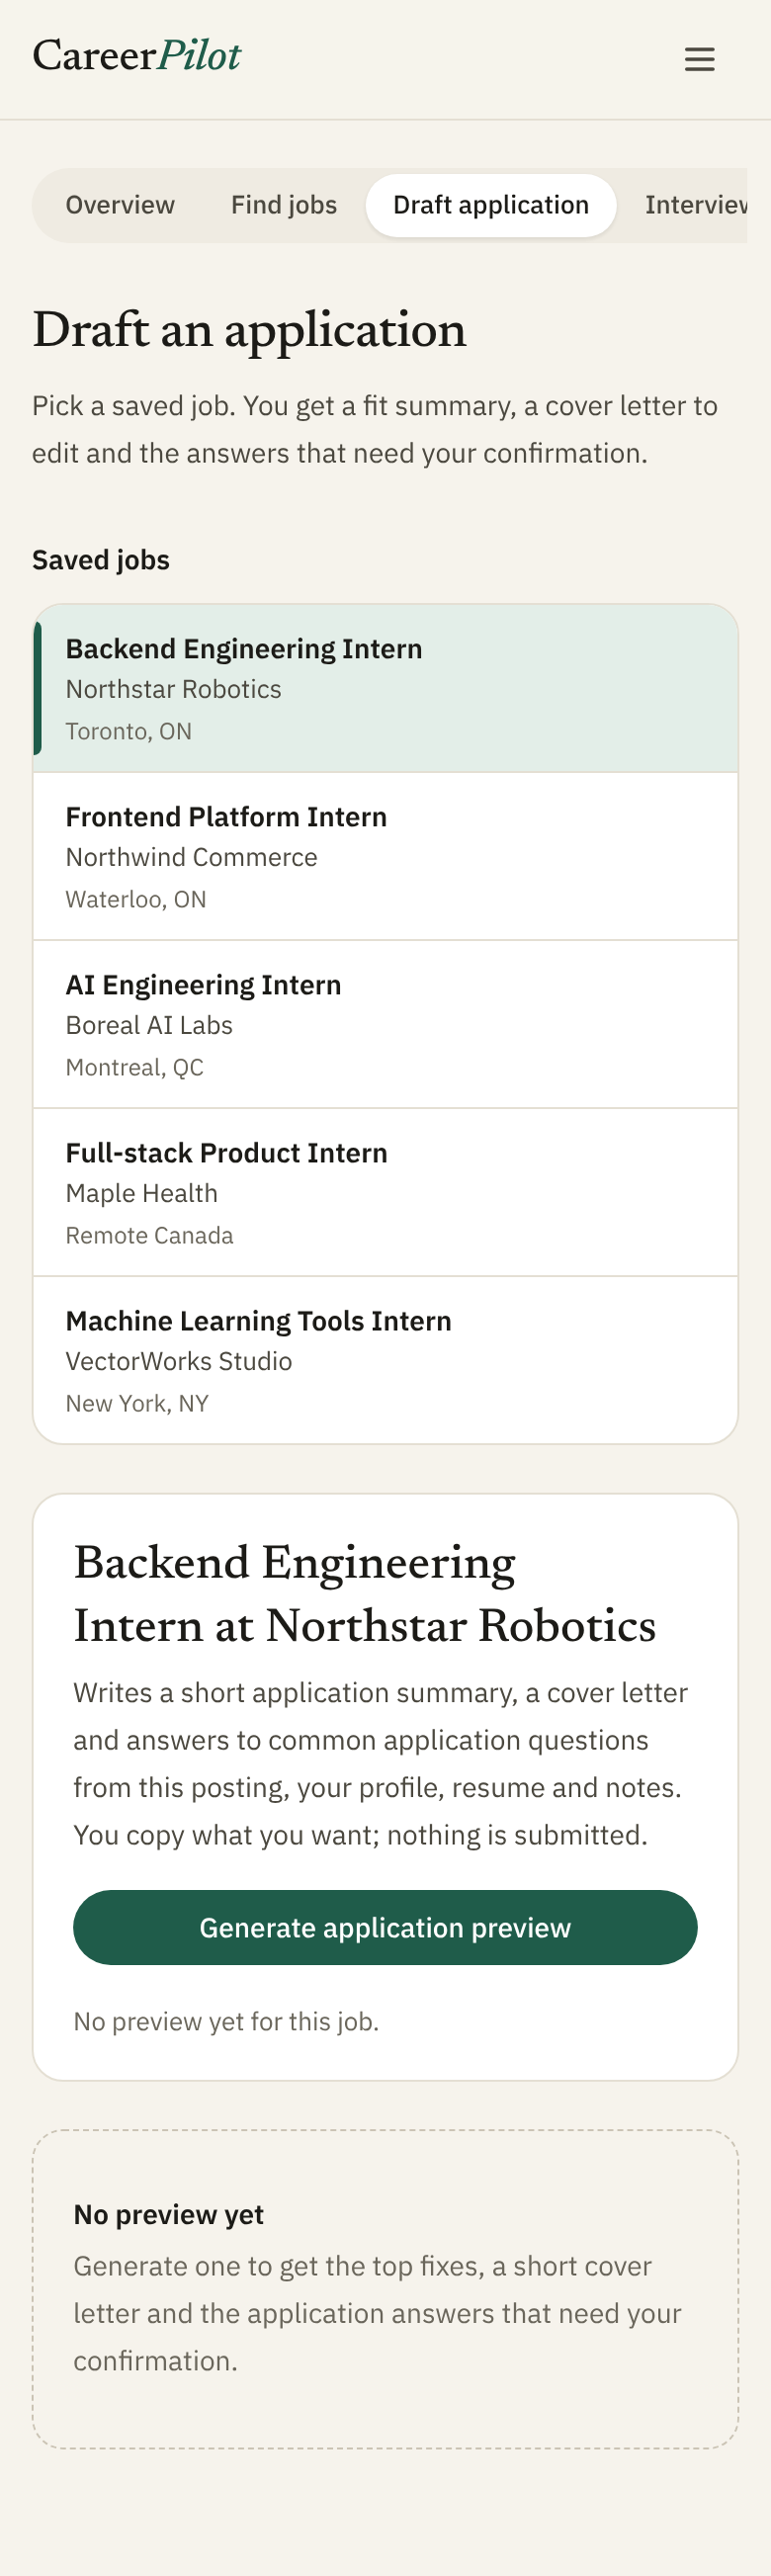 CareerPilot
Overview Find jobs Draft application Interview
Draft an application
Pick a saved job. You get a fit summary, a cover letter to
edit and the answers that need your confirmation.
Saved jobs
Backend Engineering Intern
Northstar Robotics
Toronto, ON
Frontend Platform Intern
Northwind Commerce
Waterloo, ON
AI Engineering Intern
Boreal AI Labs
Montreal, QC
Full-stack Product Intern
Maple Health
Remote Canada
Machine Learning Tools Intern
VectorWorks Studio
New York, NY
Backend Engineering
Intern at Northstar Robotics
Writes a short application summary, a cover letter
and answers to common application questions
from this posting, your profile, resume and notes.
You copy what you want; nothing is submitted.
Generate application preview
No preview yet for this job.
No preview yet
Generate one to get the top fixes, a short cover
letter and the application answers that need your
confirmation.